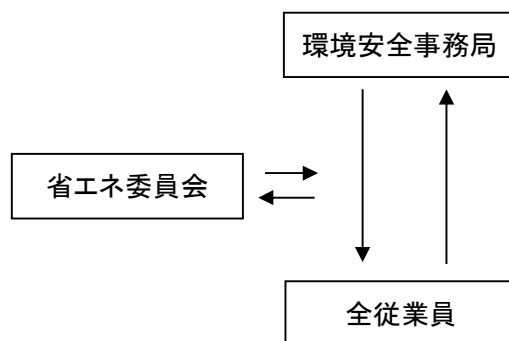 環境安全事務局
省エネ委員会
全従業員